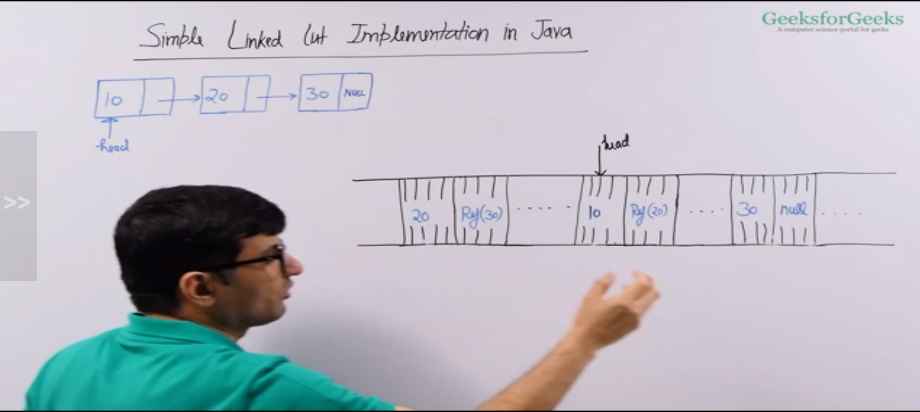 GeeksforGeeks
A computer science portal for geeks
Simple Linked List Implementation in Java
10 20 30 NULL
head
head
20 Ref(30) ..... 10 Ref(20) .... 30 null ....
>>